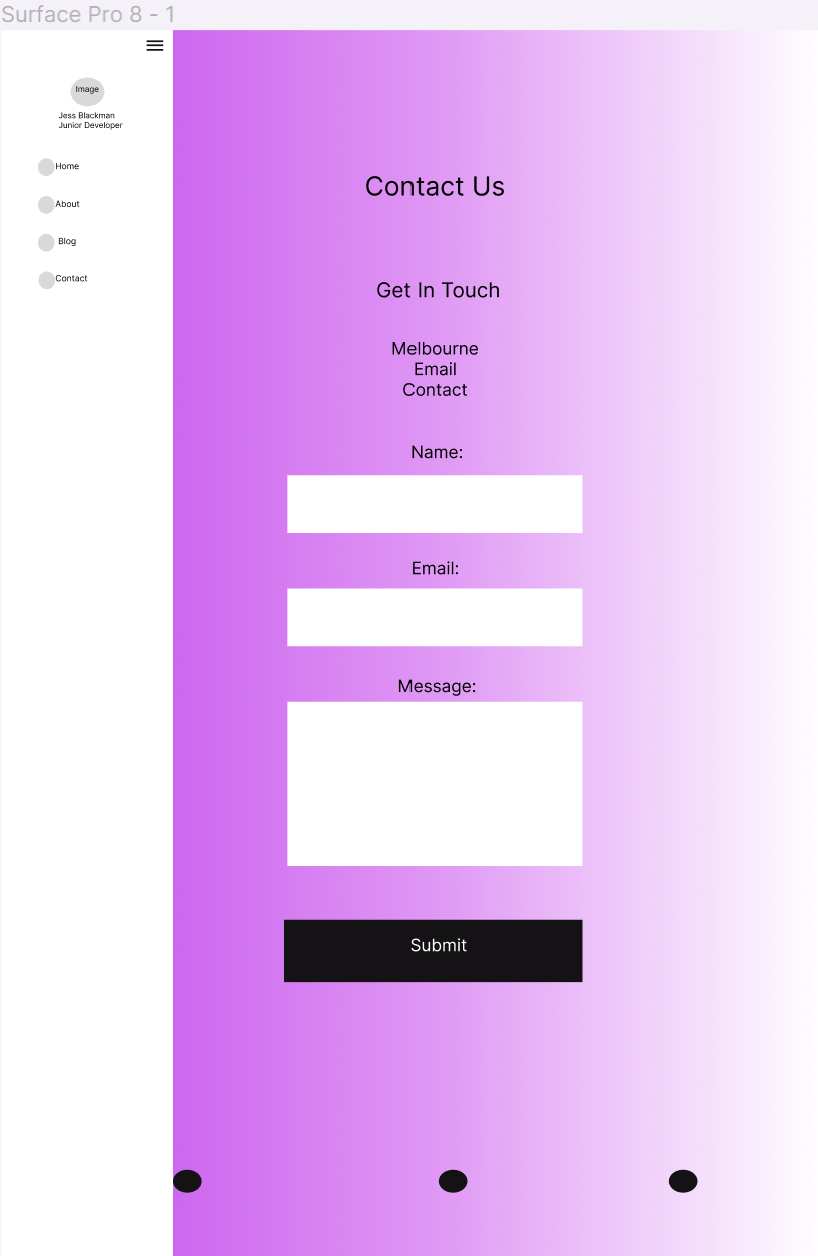 Surface Pro 8 - 1
Image
Jess Blackman
Junior Developer
Home
About
Blog
Contact
Contact Us
Get In Touch
Melbourne
Email
Contact
Name:
Email:
Message:
Submit